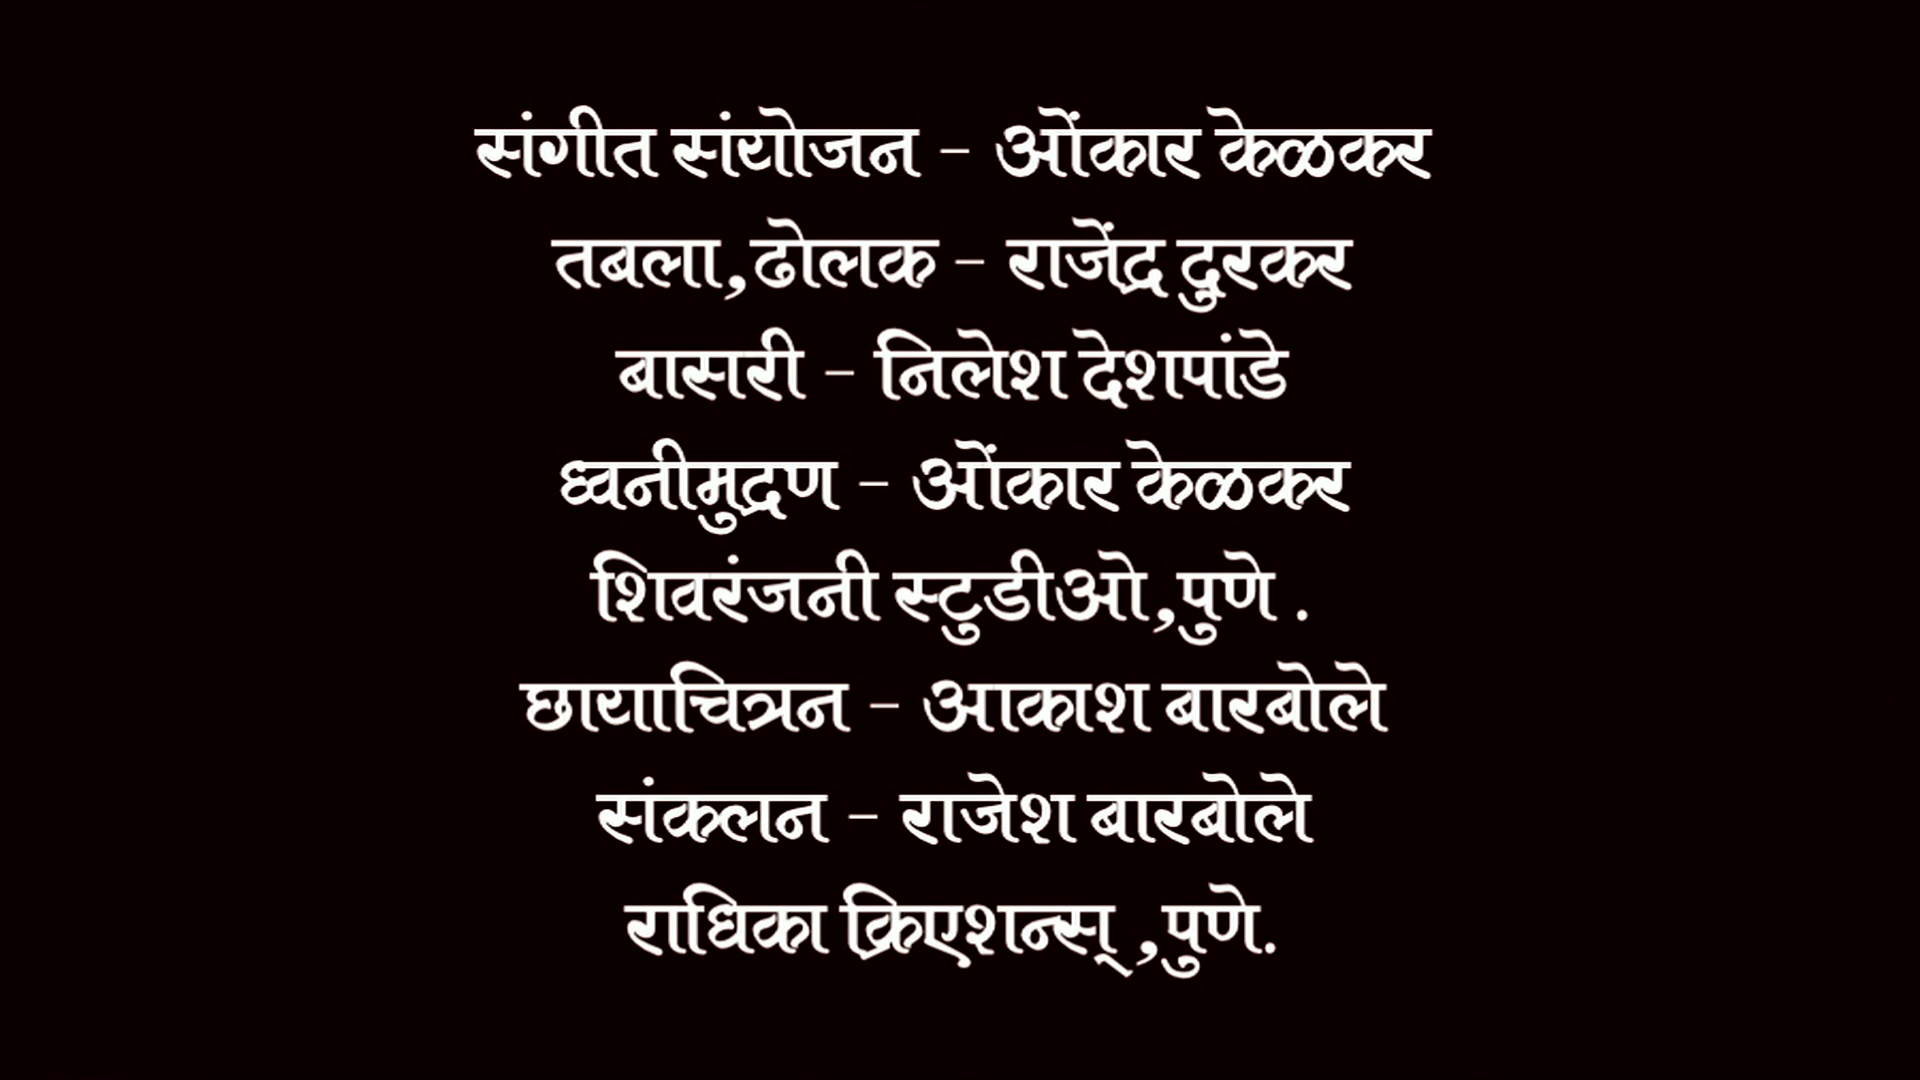 संगीत संयोजन - ओंकार केळकर
तबला,ढोलक - राजेंद्र दुरकर
बासरी - निलेश देशपांडे
ध्वनीमुद्रण - ओंकार केळकर
शिवरंजनी स्टुडीओ,पुणे .
छायाचित्रन - आकाश बारबोले
संकलन - राजेश बारबोले
राधिका क्रिएशन्स् ,पुणे.